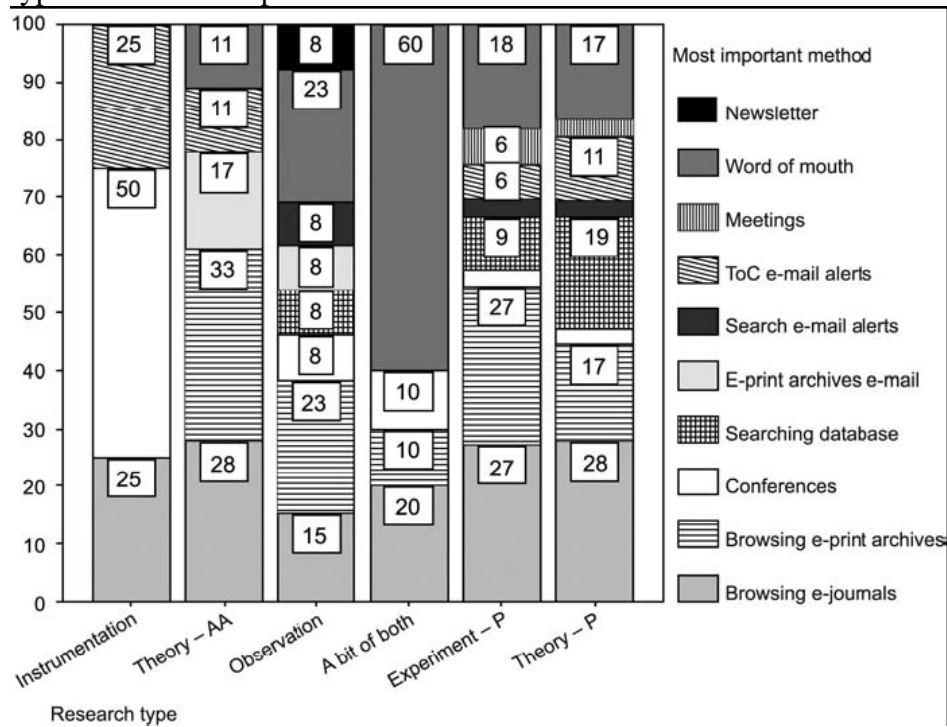 100
90
80
70
60
50
40
30
20
10
0
25
50
25
11
11
17
33
28
8
23
8
8
8
8
23
15
60
10
10
20
18
6
6
9
27
27
17
11
19
17
28
Instrumentation
Theory – AA
Observation
A bit of both
Experiment – P
Theory – P
Research type
Most important method
Newsletter
Word of mouth
Meetings
ToC e-mail alerts
Search e-mail alerts
E-print archives e-mail
Searching database
Conferences
Browsing e-print archives
Browsing e-journals